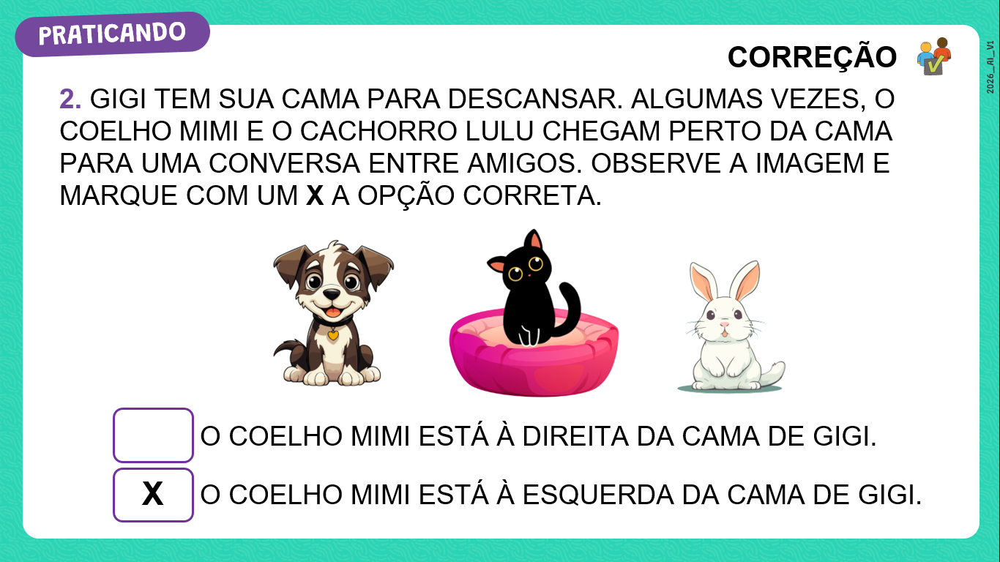 PRATICANDO
CORREÇÃO
2026_AI_V1
2. GIGI TEM SUA CAMA PARA DESCANSAR. ALGUMAS VEZES, O
COELHO MIMI E O CACHORRO LULU CHEGAM PERTO DA CAMA
PARA UMA CONVERSA ENTRE AMIGOS. OBSERVE A IMAGEM E
MARQUE COM UM X A OPÇÃO CORRETA.
O COELHO MIMI ESTÁ À DIREITA DA CAMA DE GIGI.
X O COELHO MIMI ESTÁ À ESQUERDA DA CAMA DE GIGI.